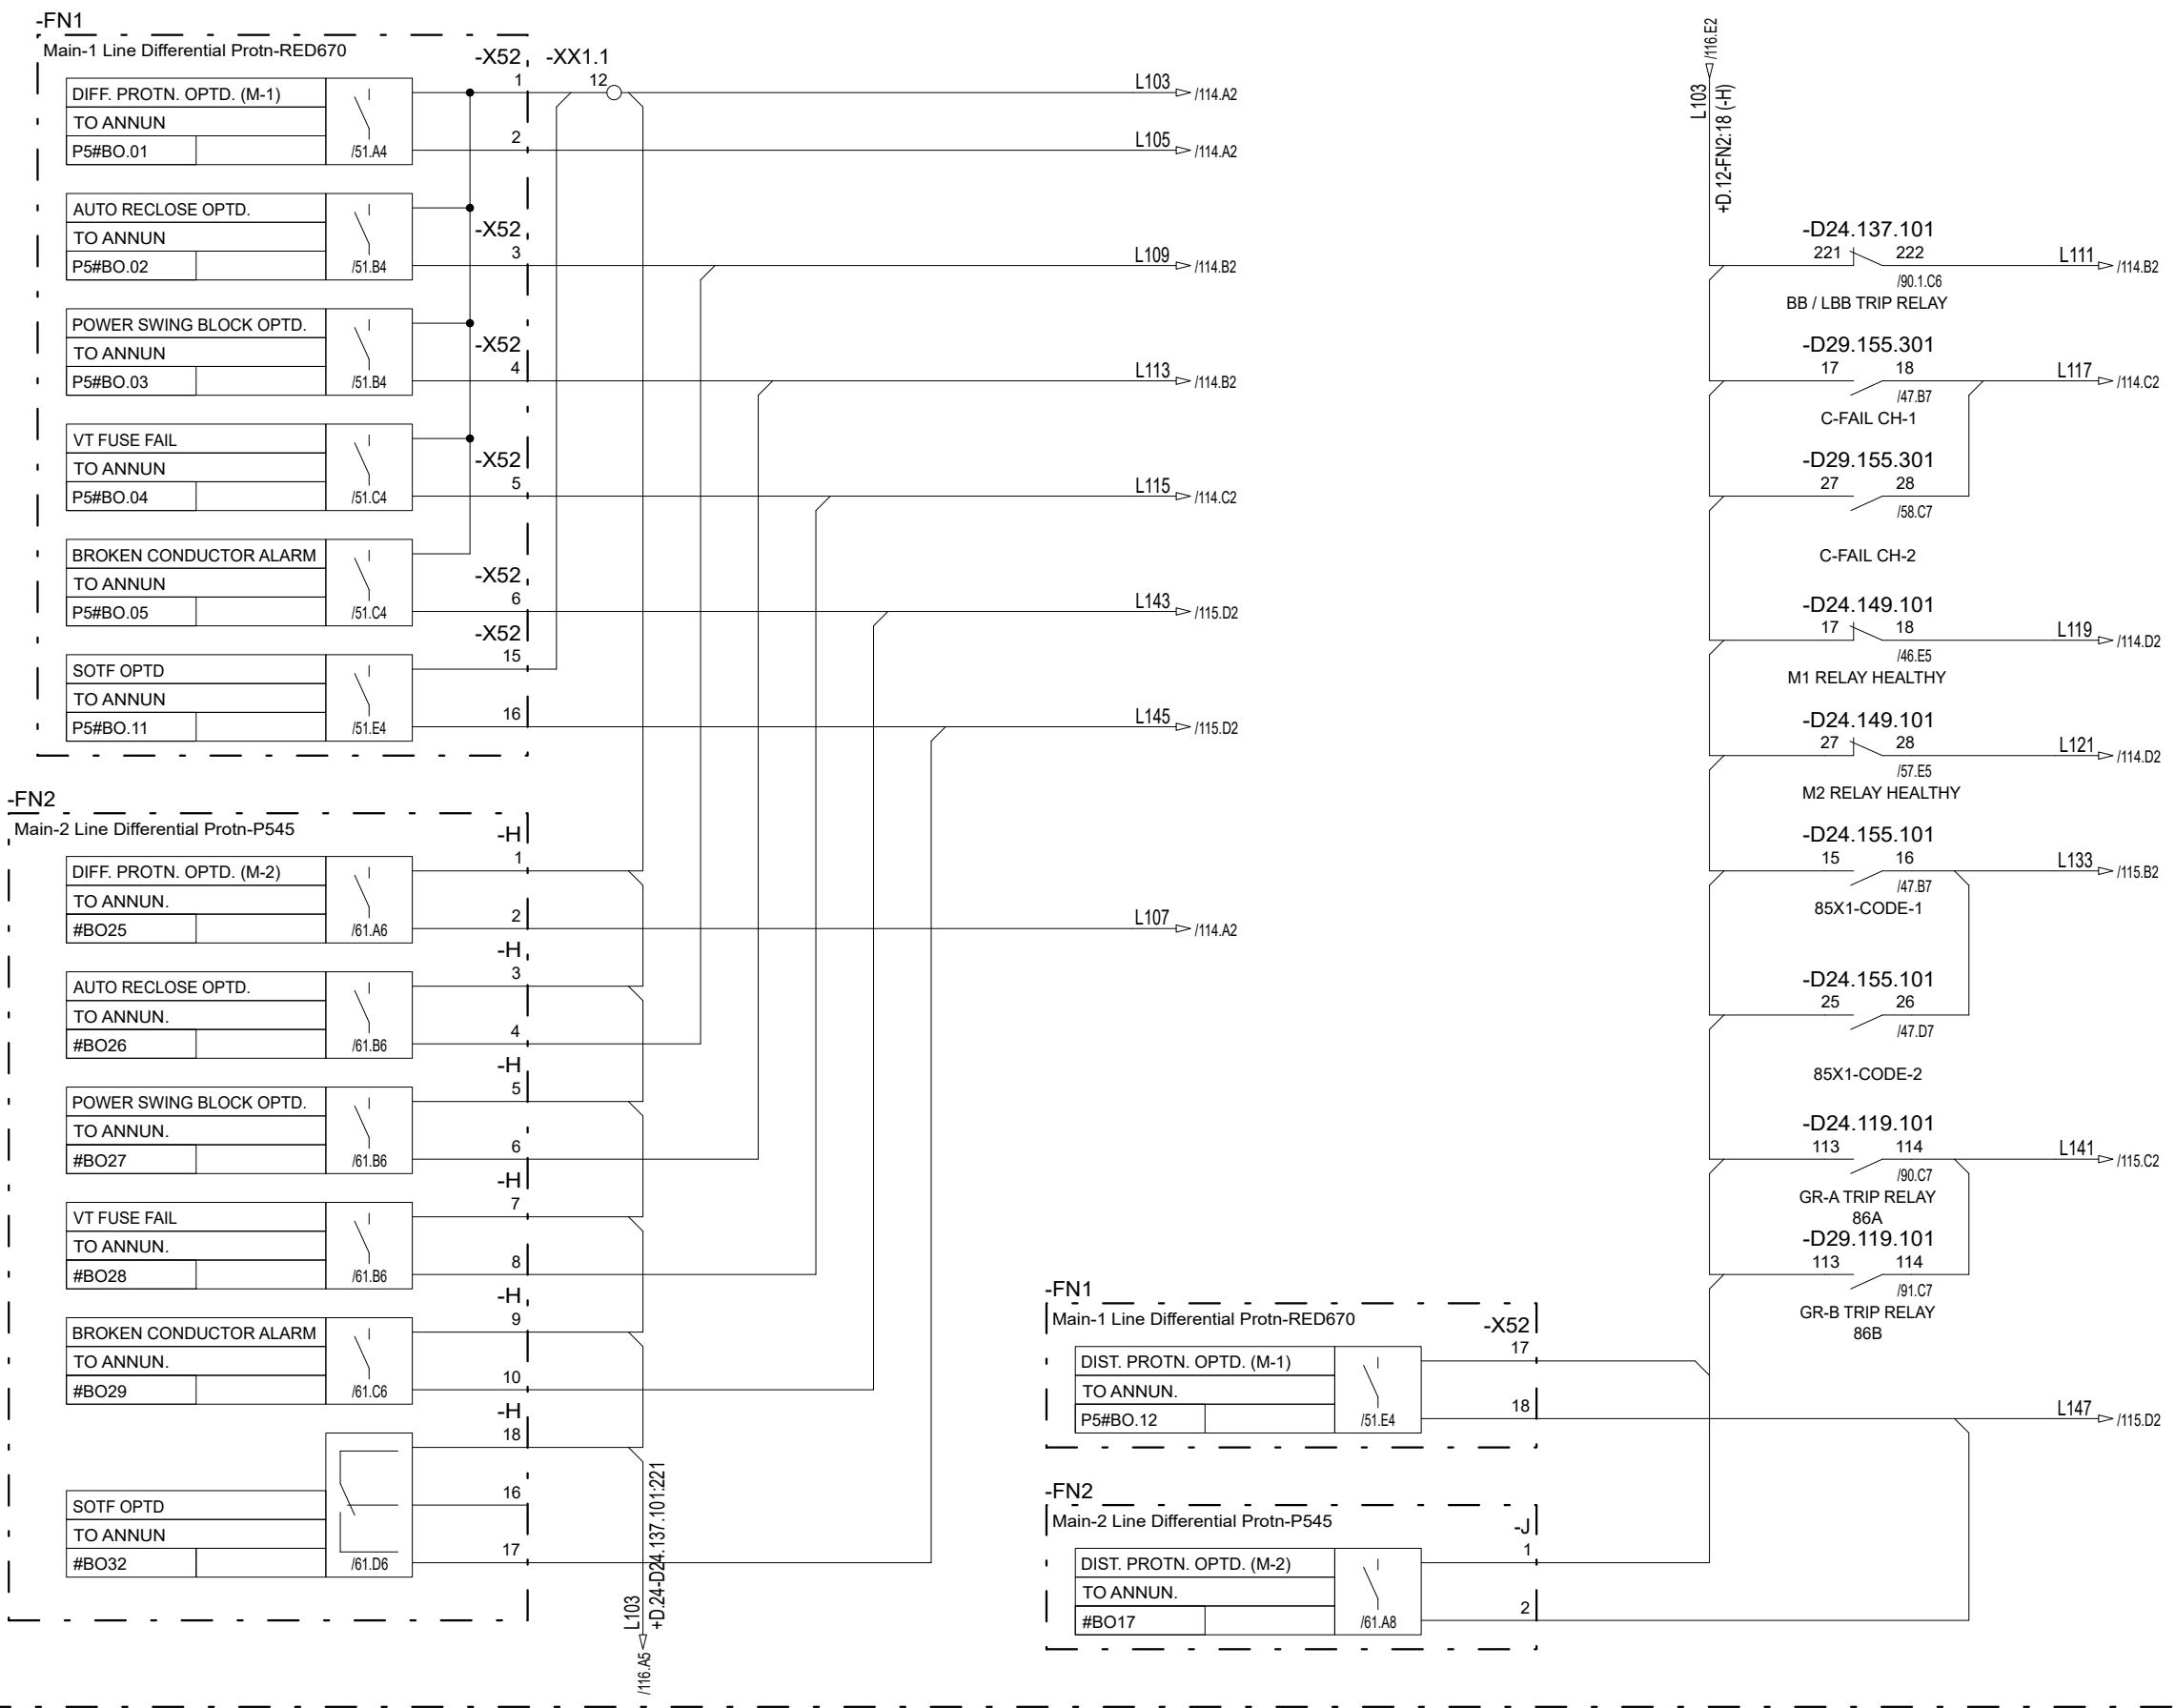 -FN1
Main-1 Line Differential Protn-RED670
-X52
-XX1.1
1
12
DIFF. PROTN. OPTD. (M-1)
TO ANNUN
P5#BO.01
/51.A4
L103
/114.A2
2
L105
/114.A2
AUTO RECLOSE OPTD.
TO ANNUN
P5#BO.02
/51.B4
-X52
3
L109
/114.B2
POWER SWING BLOCK OPTD.
TO ANNUN
P5#BO.03
/51.B4
-X52
4
L113
/114.B2
VT FUSE FAIL
TO ANNUN
P5#BO.04
/51.C4
-X52
5
L115
/114.C2
BROKEN CONDUCTOR ALARM
TO ANNUN
P5#BO.05
/51.C4
-X52
6
L143
/115.D2
SOTF OPTD
TO ANNUN
P5#BO.11
/51.E4
-X52
15
16
L145
/115.D2
-FN2
Main-2 Line Differential Protn-P545
-H
1
DIFF. PROTN. OPTD. (M-2)
TO ANNUN.
#BO25
/61.A6
2
L107
/114.A2
-H
3
AUTO RECLOSE OPTD.
TO ANNUN.
#BO26
/61.B6
4
-H
5
POWER SWING BLOCK OPTD.
TO ANNUN.
#BO27
/61.B6
6
-H
7
VT FUSE FAIL
TO ANNUN.
#BO28
/61.B6
8
-H
9
BROKEN CONDUCTOR ALARM
TO ANNUN.
#BO29
/61.C6
10
-H
18
16
SOTF OPTD
TO ANNUN
#BO32
/61.D6
17
L103
+D.24-D24.137.101:221
/116.A5
/116.E2
L103
+D.12-FN2:18 (-H)
-D24.137.101
221 222
/90.1.C6
BB / LBB TRIP RELAY
L111
/114.B2
-D29.155.301
17 18
/47.B7
C-FAIL CH-1
L117
/114.C2
-D29.155.301
27 28
/58.C7
C-FAIL CH-2
-D24.149.101
17 18
/46.E5
M1 RELAY HEALTHY
L119
/114.D2
-D24.149.101
27 28
/57.E5
M2 RELAY HEALTHY
L121
/114.D2
-D24.155.101
15 16
/47.B7
85X1-CODE-1
L133
/115.B2
-D24.155.101
25 26
/47.D7
85X1-CODE-2
-D24.119.101
113 114
/90.C7
GR-A TRIP RELAY
86A
L141
/115.C2
-D29.119.101
113 114
/91.C7
GR-B TRIP RELAY
86B
-FN1
Main-1 Line Differential Protn-RED670
-X52
17
DIST. PROTN. OPTD. (M-1)
TO ANNUN.
P5#BO.12
/51.E4
18
L147
/115.D2
-FN2
Main-2 Line Differential Protn-P545
-J
1
DIST. PROTN. OPTD. (M-2)
TO ANNUN.
#BO17
/61.A8
2